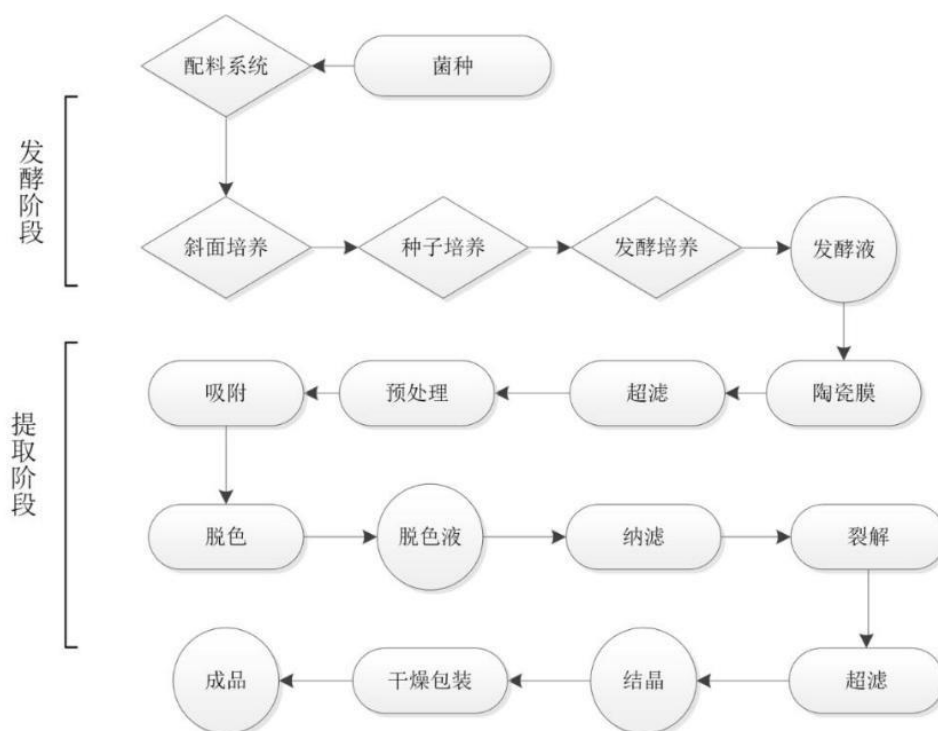 配料系统
菌种
发酵阶段
斜面培养
种子培养
发酵培养
发酵液
提取阶段
吸附
预处理
超滤
陶瓷膜
脱色
脱色液
纳滤
裂解
成品
干燥包装
结晶
超滤